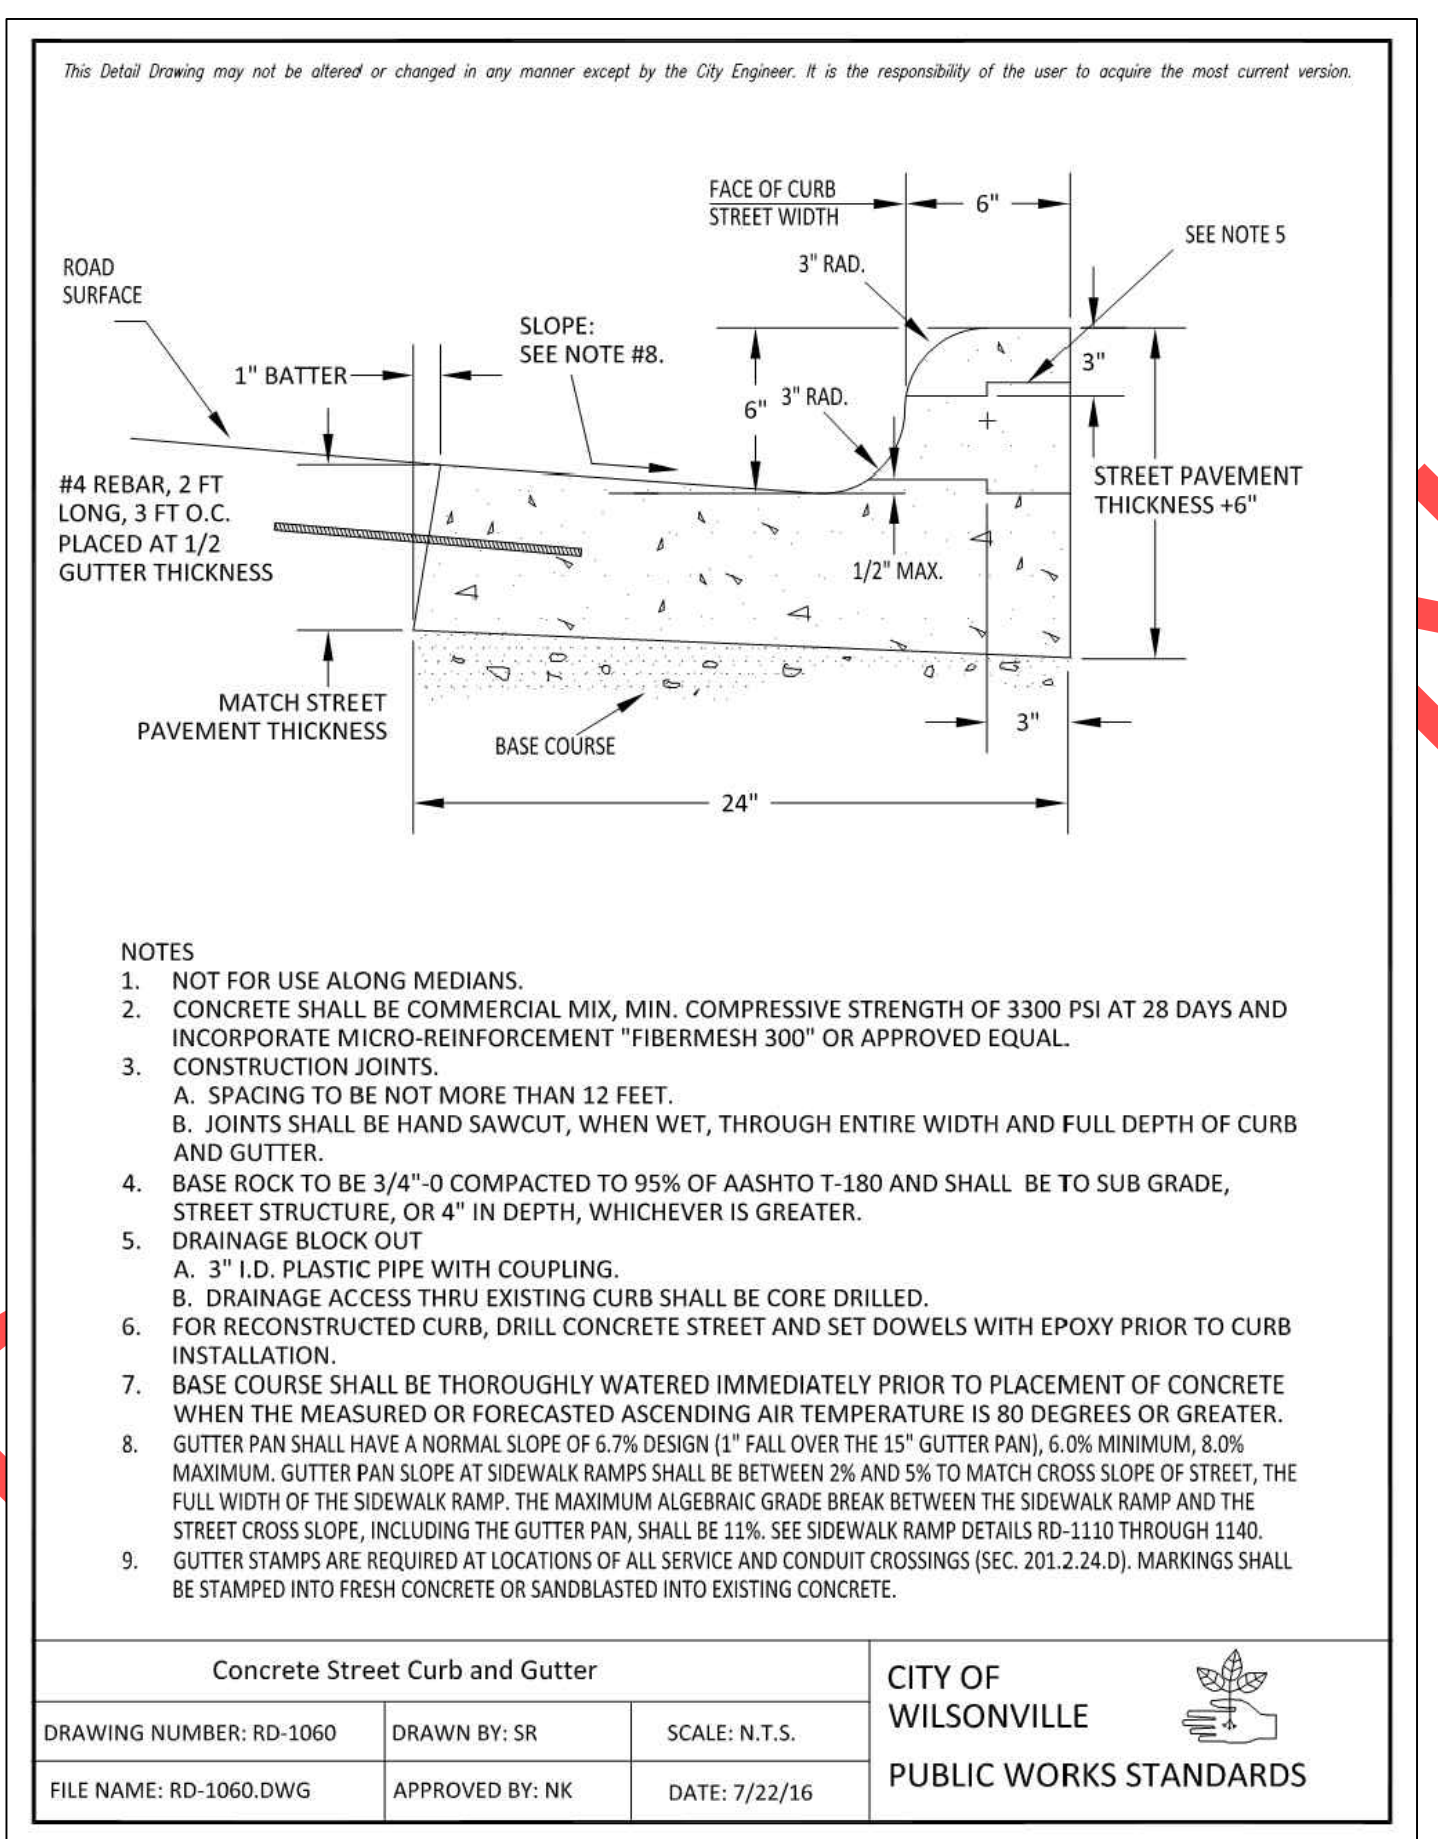 This Detail Drawing may not be altered or changed in any manner except by the City Engineer. It is the responsibility of the user to acquire the most current version.
FACE OF CURB
STREET WIDTH
6"
SEE NOTE 5
3" RAD.
ROAD
SURFACE
SLOPE:
SEE NOTE #8.
1" BATTER
3"
6"
3" RAD.
#4 REBAR, 2 FT
LONG, 3 FT O.C.
PLACED AT 1/2
GUTTER THICKNESS
STREET PAVEMENT
THICKNESS +6"
1/2" MAX.
MATCH STREET
PAVEMENT THICKNESS
BASE COURSE
3"
24"
NOTES
1. NOT FOR USE ALONG MEDIANS.
2. CONCRETE SHALL BE COMMERCIAL MIX, MIN. COMPRESSIVE STRENGTH OF 3300 PSI AT 28 DAYS AND
INCORPORATE MICRO-REINFORCEMENT "FIBERMESH 300" OR APPROVED EQUAL.
3. CONSTRUCTION JOINTS.
A. SPACING TO BE NOT MORE THAN 12 FEET.
B. JOINTS SHALL BE HAND SAWCUT, WHEN WET, THROUGH ENTIRE WIDTH AND FULL DEPTH OF CURB
AND GUTTER.
4. BASE ROCK TO BE 3/4"-0 COMPACTED TO 95% OF AASHTO T-180 AND SHALL BE TO SUB GRADE,
STREET STRUCTURE, OR 4" IN DEPTH, WHICHEVER IS GREATER.
5. DRAINAGE BLOCK OUT
A. 3" I.D. PLASTIC PIPE WITH COUPLING.
B. DRAINAGE ACCESS THRU EXISTING CURB SHALL BE CORE DRILLED.
6. FOR RECONSTRUCTED CURB, DRILL CONCRETE STREET AND SET DOWELS WITH EPOXY PRIOR TO CURB
INSTALLATION.
7. BASE COURSE SHALL BE THOROUGHLY WATERED IMMEDIATELY PRIOR TO PLACEMENT OF CONCRETE
WHEN THE MEASURED OR FORECASTED ASCENDING AIR TEMPERATURE IS 80 DEGREES OR GREATER.
8. GUTTER PAN SHALL HAVE A NORMAL SLOPE OF 6.7% DESIGN (1" FALL OVER THE 15" GUTTER PAN), 6.0% MINIMUM, 8.0%
MAXIMUM. GUTTER PAN SLOPE AT SIDEWALK RAMPS SHALL BE BETWEEN 2% AND 5% TO MATCH CROSS SLOPE OF STREET, THE
FULL WIDTH OF THE SIDEWALK RAMP. THE MAXIMUM ALGEBRAIC GRADE BREAK BETWEEN THE SIDEWALK RAMP AND THE
STREET CROSS SLOPE, INCLUDING THE GUTTER PAN, SHALL BE 11%. SEE SIDEWALK RAMP DETAILS RD-1110 THROUGH 1140.
9. GUTTER STAMPS ARE REQUIRED AT LOCATIONS OF ALL SERVICE AND CONDUIT CROSSINGS (SEC. 201.2.24.D). MARKINGS SHALL
BE STAMPED INTO FRESH CONCRETE OR SANDBLASTED INTO EXISTING CONCRETE.
Concrete Street Curb and Gutter
DRAWING NUMBER: RD-1060
DRAWN BY: SR
SCALE: N.T.S.
FILE NAME: RD-1060.DWG
APPROVED BY: NK
DATE: 7/22/16
CITY OF
WILSONVILLE
PUBLIC WORKS STANDARDS